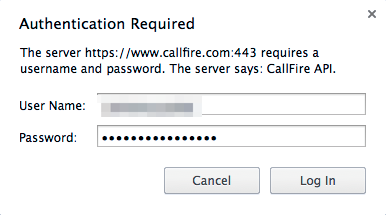 Authentication Required
The server https://www.callfire.com:443 requires a
username and password. The server says: CallFire API.
User Name:
Password: ••••••••••••••••
Cancel Log In